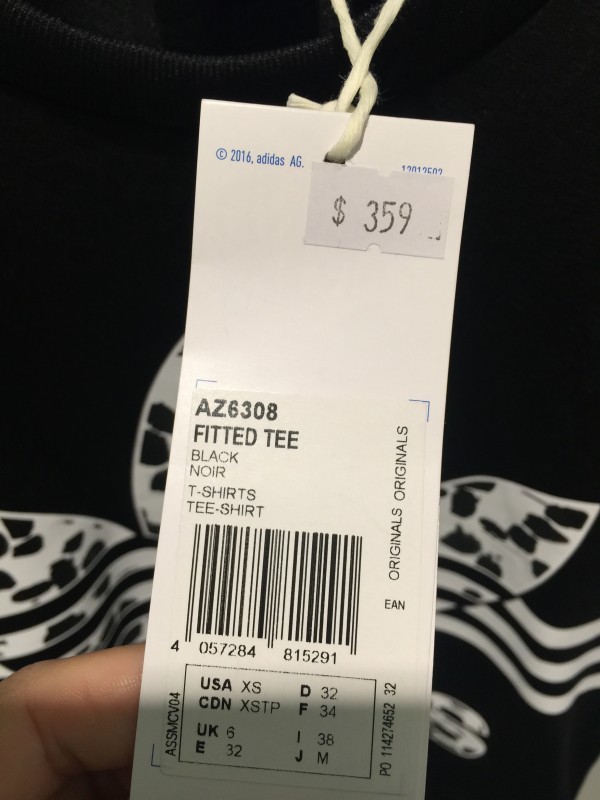 © 2016, adidas AG.
12012502
$ 359
AZ6308
FITTED TEE
BLACK
NOIR
T-SHIRTS
TEE-SHIRT
ORIGINALS ORIGINALS
EAN
4 057284 815291
ASSMCV04
USA XS D 32
CDN XSTP F 34
UK 6 I 38
E 32 J M
PO 114274652 32